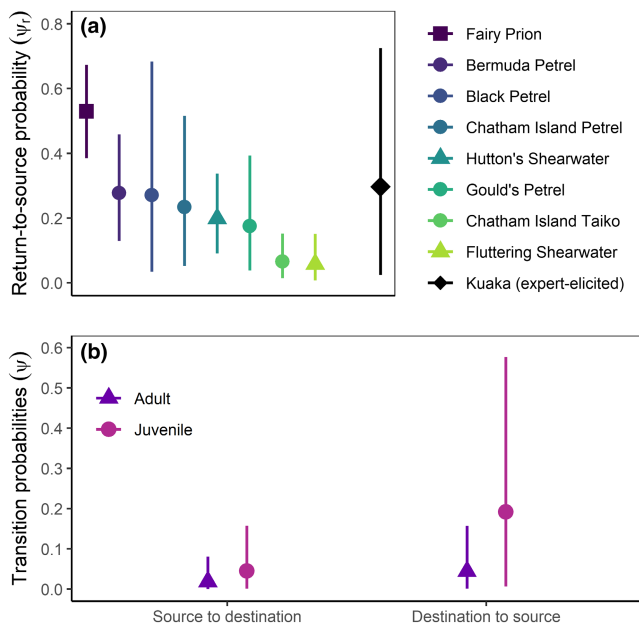 (a)
Return-to-source probability (ψr)
0.8
0.6
0.4
0.2
0.0
Fairy Prion
Bermuda Petrel
Black Petrel
Chatham Island Petrel
Hutton's Shearwater
Gould's Petrel
Chatham Island Taiko
Fluttering Shearwater
Kuaka (expert-elicited)
(b)
Transition probabilities (ψ)
0.6
0.5
0.4
0.3
0.2
0.1
0.0
Adult
Juvenile
Source to destination
Destination to source